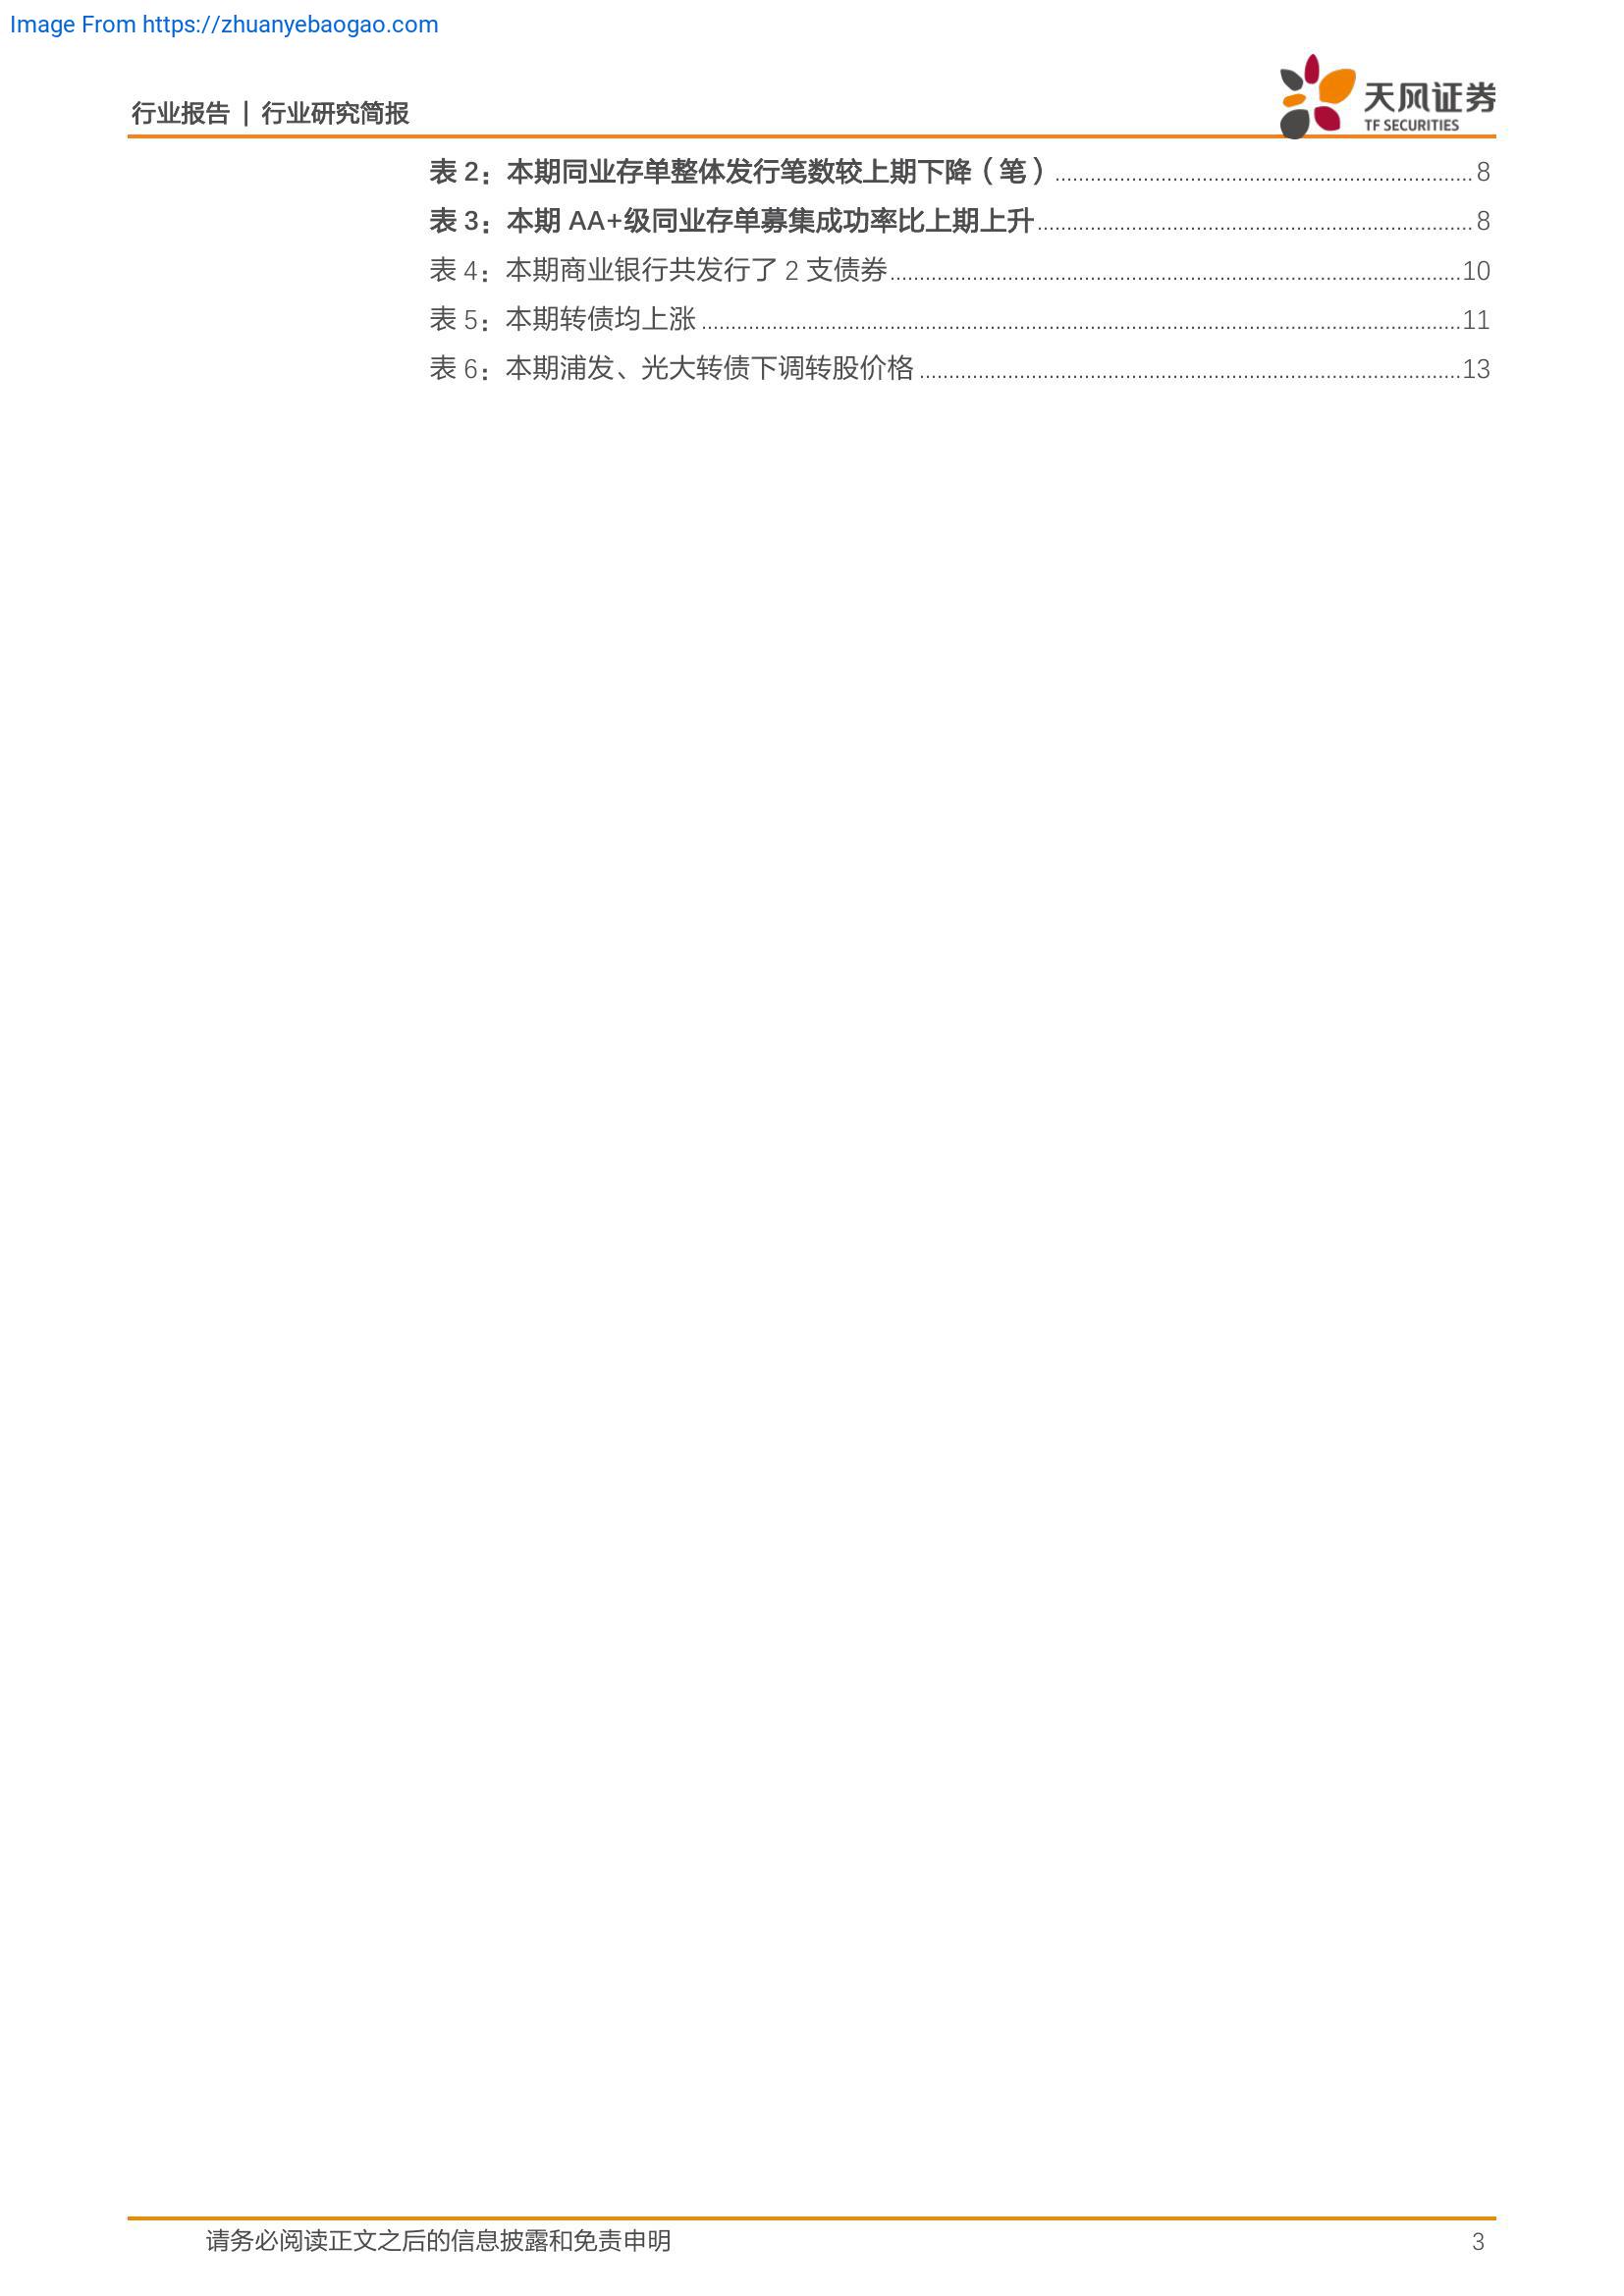 Image From https://zhuanyebaogao.com
行业报告 | 行业研究简报
天风证券
TF SECURITIES
表 2：本期同业存单整体发行笔数较上期下降（笔）........................................8
表 3：本期 AA+级同业存单募集成功率比上期上升........................................8
表 4：本期商业银行共发行了 2 支债券........................................10
表 5：本期转债均上涨........................................11
表 6：本期浦发、光大转债下调转股价格........................................13
请务必阅读正文之后的信息披露和免责申明
3